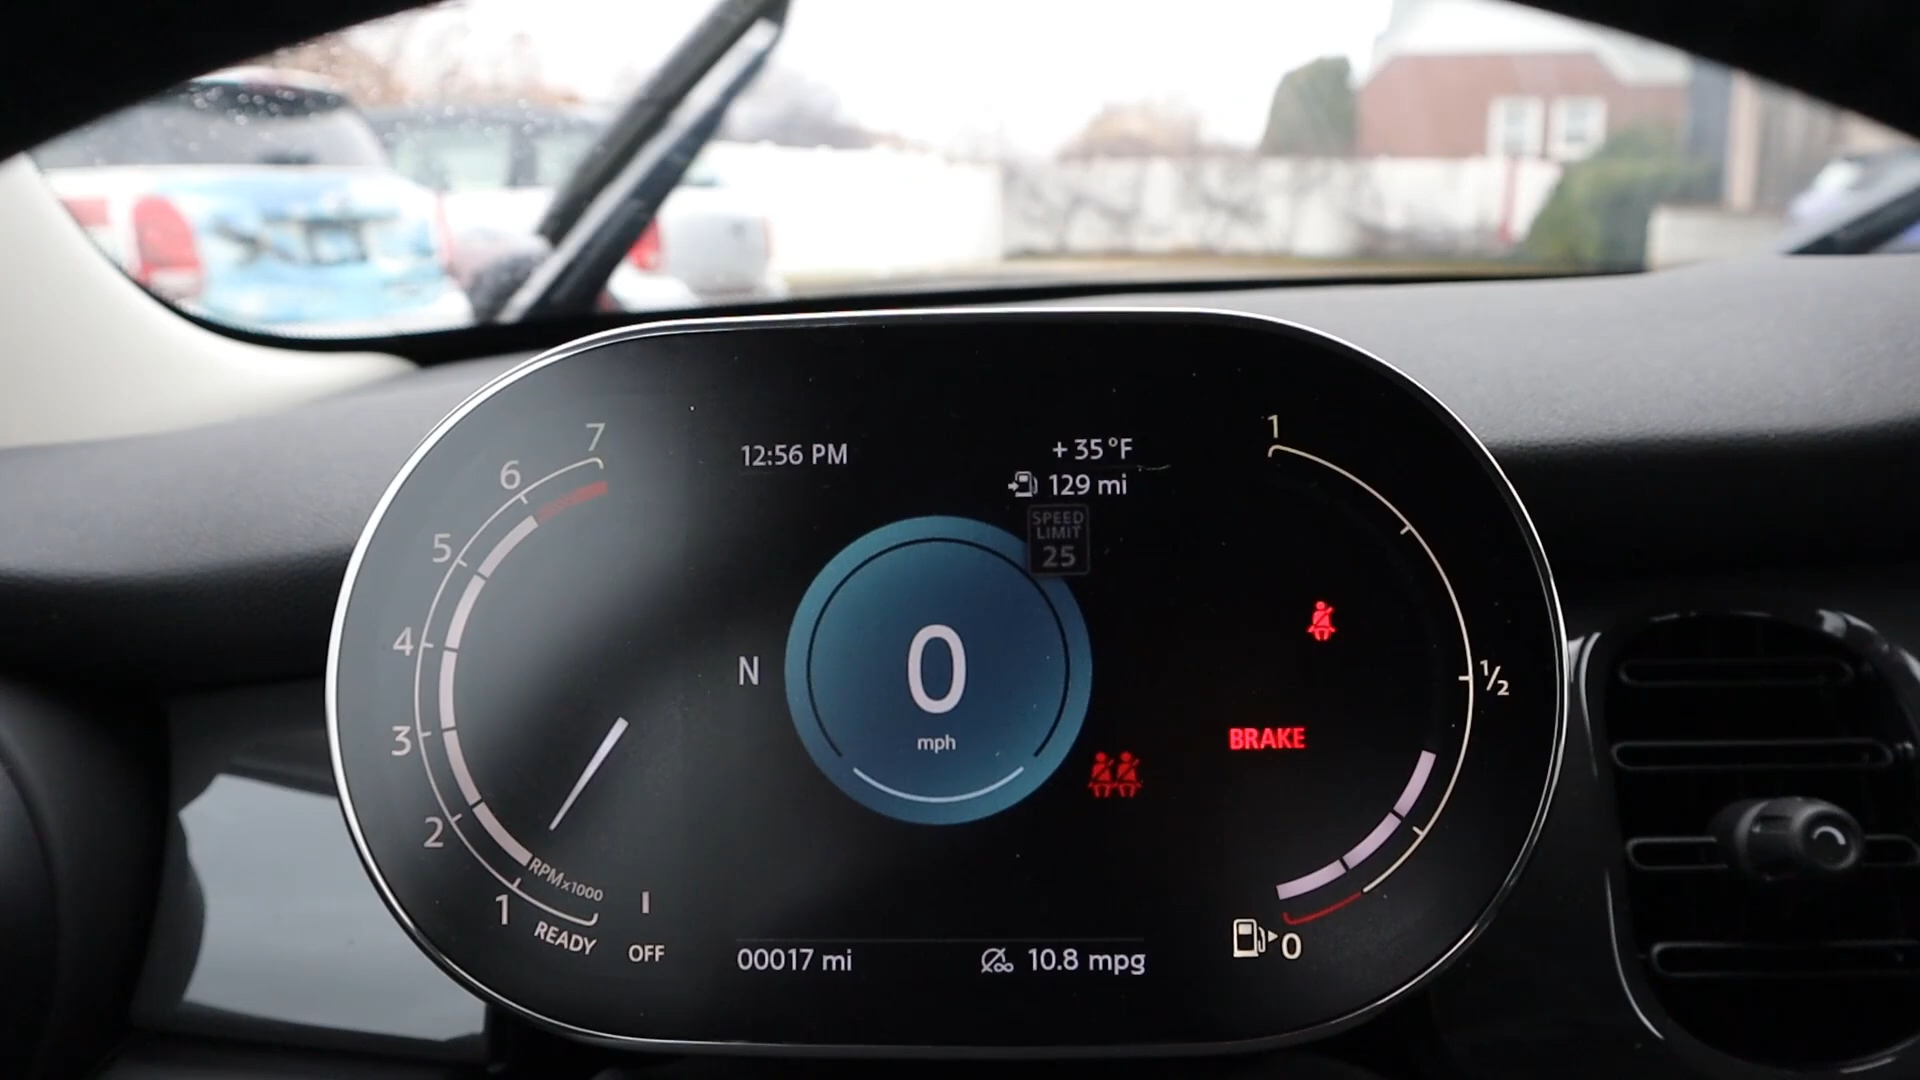 12:56 PM
+ 35°F
129 mi
SPEED
LIMIT
25
7
6
5
4
3
2
1
RPMx1000
READY
OFF
N
0
mph
BRAKE
1
1/2
0
00017 mi
10.8 mpg